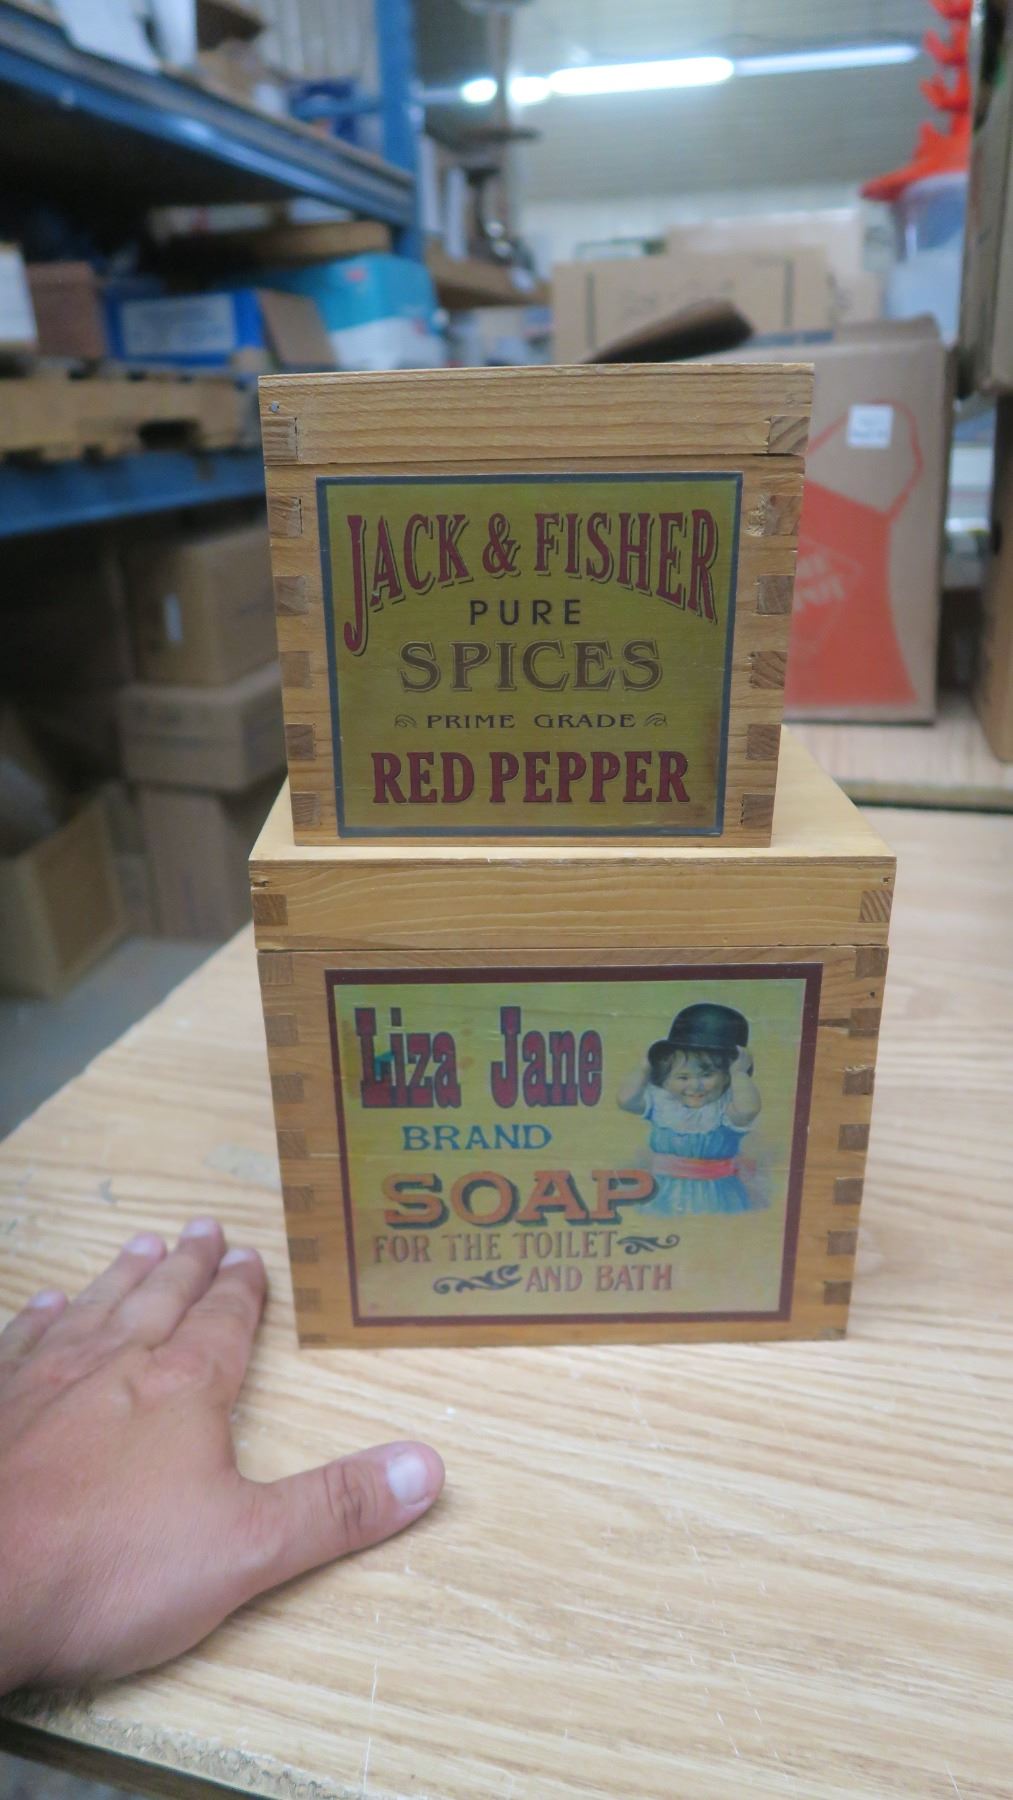 JACK & FISHER
PURE
SPICES
PRIME GRADE
RED PEPPER
Liza Jane
BRAND
SOAP
FOR THE TOILET
AND BATH